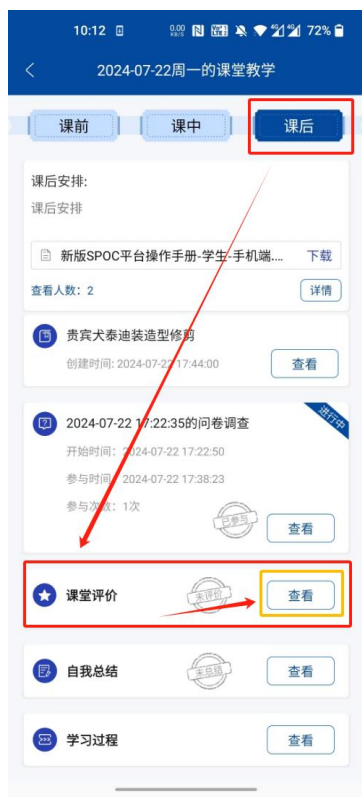 10:12 0.00 KB/S 4G 4G 72%
2024-07-22周一的课堂教学
课前 课中 课后
课后安排:
课后安排
新版SPOC平台操作手册-学生-手机端.... 下载
查看人数: 2 详情
贵宾犬泰迪装造型修剪
创建时间: 2024-07-22 17:44:00 查看
进行中
2024-07-22 17:22:35的问卷调查
开始时间: 2024-07-22 17:22:50
参与时间: 2024-07-22 17:38:23
参与次数: 1次 已参与 查看
课堂评价 未评价 查看
自我总结 未总结 查看
学习过程 查看